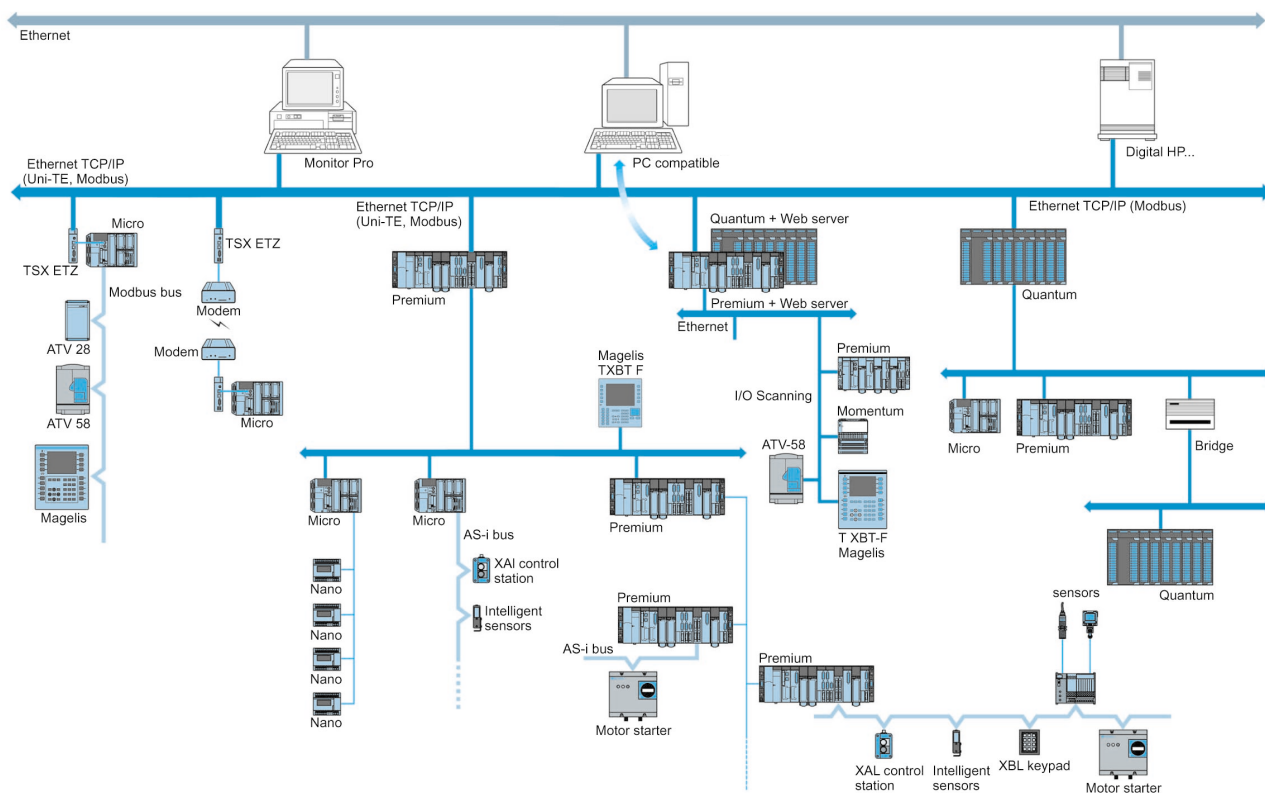 Ethernet
Monitor Pro
PC compatible
Digital HP...
Ethernet TCP/IP
(Uni-TE, Modbus)
Ethernet TCP/IP
(Uni-TE, Modbus)
Ethernet TCP/IP (Modbus)
Micro
TSX ETZ
TSX ETZ
Quantum + Web server
Modbus bus
Modem
Premium
Premium + Web server
Quantum
Ethernet
ATV 28
Modem
Magelis
TXBT F
Premium
I/O Scanning
ATV 58
Micro
Momentum
ATV-58
Micro
Premium
Bridge
Magelis
Micro
Micro
Premium
T XBT-F
Magelis
AS-i bus
XAI control
station
Nano
Intelligent
sensors
Nano
Premium
Quantum
sensors
AS-i bus
Nano
Premium
Nano
Motor starter
XAL control
station
Intelligent
sensors
XBL keypad
Motor starter